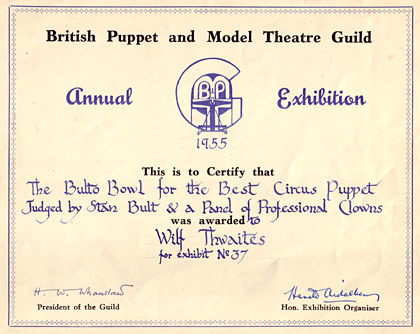 British Puppet and Model Theatre Guild
Annual Exhibition
BP
G
1955
This is to Certify that
The Bulto Bowl for the Best Circus Puppet
Judged by Stan Bult & a Panel of Professional Clowns
was awarded to
Wilf Thwaites
for exhibit No 37
H. W. Whanslaw
President of the Guild
Hon. Exhibition Organiser